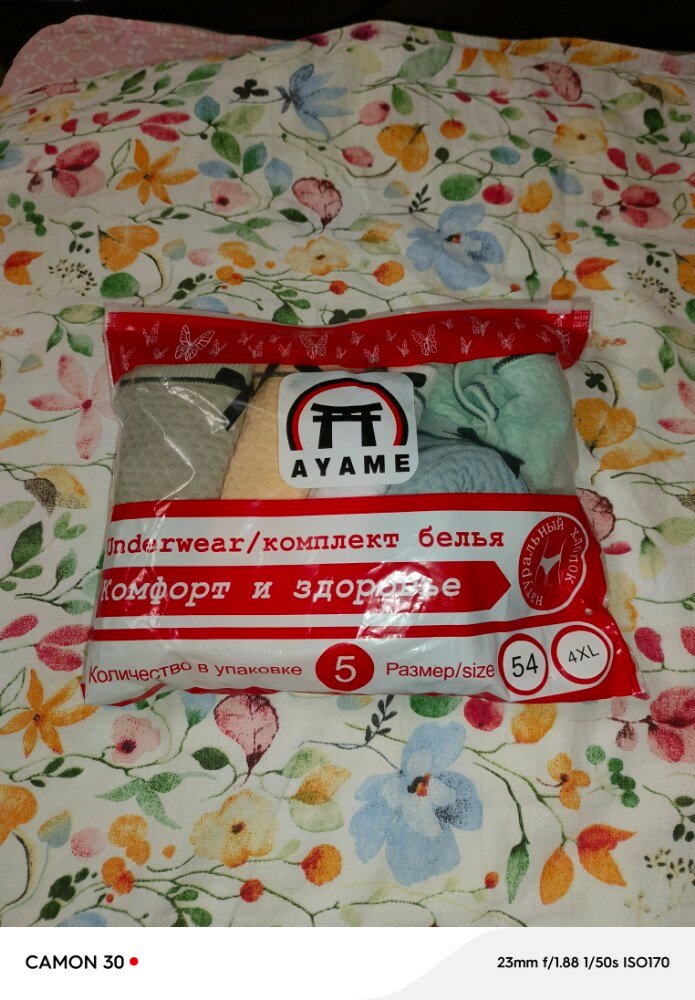 AYAME
Underwear/комплект белья
Комфорт и здоровье
натуральный хлопок
Количество в упаковке 5 Размер/size 54 4XL
CAMON 30
23mm f/1.88 1/50s ISO170